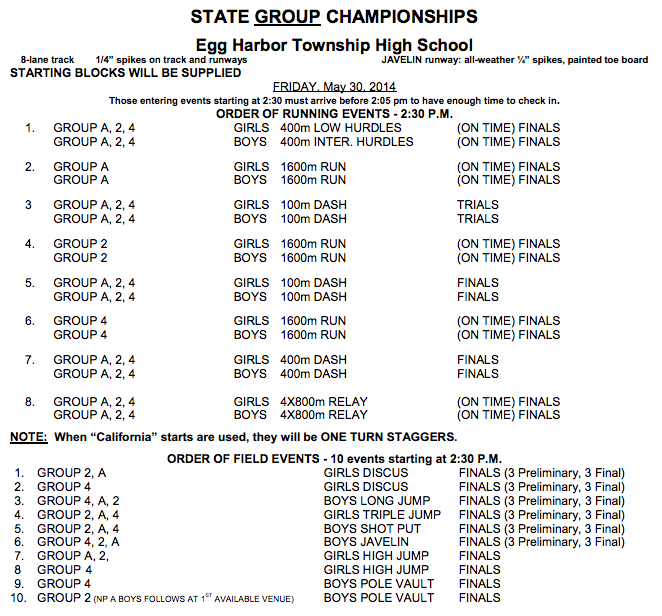 STATE GROUP CHAMPIONSHIPS
Egg Harbor Township High School
8-lane track 1/4" spikes on track and runways JAVELIN runway: all-weather ¼" spikes, painted toe board
STARTING BLOCKS WILL BE SUPPLIED
FRIDAY, May 30, 2014
Those entering events starting at 2:30 must arrive before 2:05 pm to have enough time to check in.
ORDER OF RUNNING EVENTS - 2:30 P.M.
1. GROUP A, 2, 4 GIRLS 400m LOW HURDLES (ON TIME) FINALS
GROUP A, 2, 4 BOYS 400m INTER. HURDLES (ON TIME) FINALS
2. GROUP A GIRLS 1600m RUN (ON TIME) FINALS
GROUP A BOYS 1600m RUN (ON TIME) FINALS
3 GROUP A, 2, 4 GIRLS 100m DASH TRIALS
GROUP A, 2, 4 BOYS 100m DASH TRIALS
4. GROUP 2 GIRLS 1600m RUN (ON TIME) FINALS
GROUP 2 BOYS 1600m RUN (ON TIME) FINALS
5. GROUP A, 2, 4 GIRLS 100m DASH FINALS
GROUP A, 2, 4 BOYS 100m DASH FINALS
6. GROUP 4 GIRLS 1600m RUN (ON TIME) FINALS
GROUP 4 BOYS 1600m RUN (ON TIME) FINALS
7. GROUP A, 2, 4 GIRLS 400m DASH FINALS
GROUP A, 2, 4 BOYS 400m DASH FINALS
8. GROUP A, 2, 4 GIRLS 4X800m RELAY (ON TIME) FINALS
GROUP A, 2, 4 BOYS 4X800m RELAY (ON TIME) FINALS
NOTE: When "California" starts are used, they will be ONE TURN STAGGERS.
ORDER OF FIELD EVENTS - 10 events starting at 2:30 P.M.
1. GROUP 2, A GIRLS DISCUS FINALS (3 Preliminary, 3 Final)
2. GROUP 4 GIRLS DISCUS FINALS (3 Preliminary, 3 Final)
3. GROUP 4, A, 2 BOYS LONG JUMP FINALS (3 Preliminary, 3 Final)
4. GROUP 2, A, 4 GIRLS TRIPLE JUMP FINALS (3 Preliminary, 3 Final)
5. GROUP 2, A, 4 BOYS SHOT PUT FINALS (3 Preliminary, 3 Final)
6. GROUP 4, 2, A BOYS JAVELIN FINALS (3 Preliminary, 3 Final)
7. GROUP A, 2, GIRLS HIGH JUMP FINALS
8 GROUP 4 GIRLS HIGH JUMP FINALS
9. GROUP 4 BOYS POLE VAULT FINALS
10. GROUP 2 (NP A BOYS FOLLOWS AT 1ST AVAILABLE VENUE) BOYS POLE VAULT FINALS